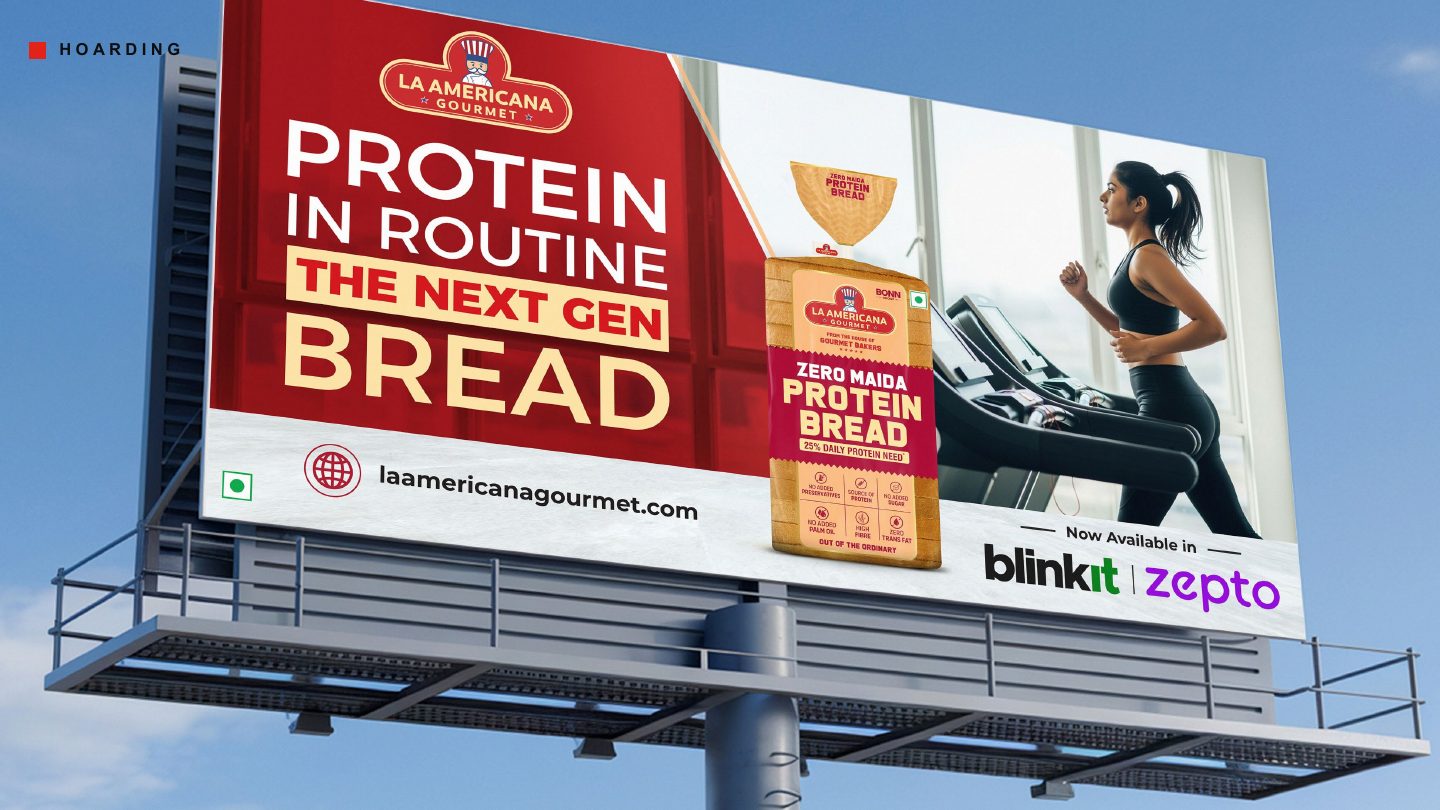 HOARDING
LA AMERICANA
GOURMET
PROTEIN
IN ROUTINE
THE NEXT GEN
BREAD
laamericanagourmet.com
ZERO MAIDA
PROTEIN
BREAD
BONN
LA AMERICANA
GOURMET
FROM THE HOUSE OF
GOURMET BAKERS
ZERO MAIDA
PROTEIN
BREAD
25% DAILY PROTEIN NEED*
NO ADDED
PRESERVATIVES
SOURCE OF
PROTEIN
NO ADDED
SUGAR
NO ADDED
PALM OIL
HIGH
FIBRE
ZERO
TRANS FAT
OUT OF THE ORDINARY
Now Available in
blinkit | zepto